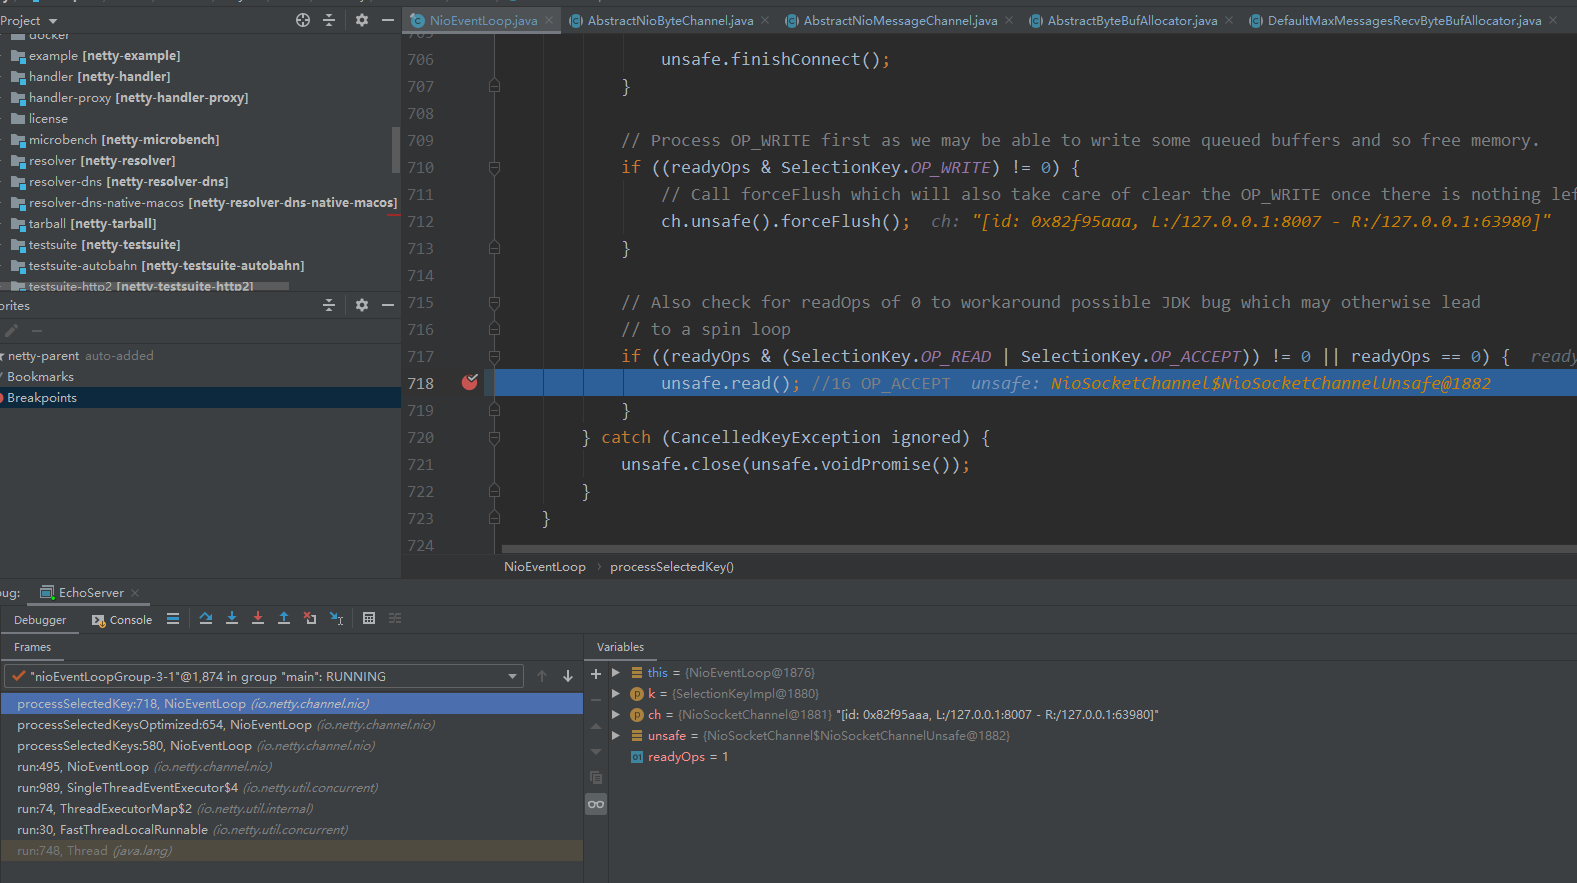 Project
NioEventLoop.java
AbstractNioByteChannel.java
AbstractNioMessageChannel.java
AbstractByteBufAllocator.java
DefaultMaxMessagesRecvByteBufAllocator.java
docker
example [netty-example]
handler [netty-handler]
handler-proxy [netty-handler-proxy]
license
microbench [netty-microbench]
resolver [netty-resolver]
resolver-dns [netty-resolver-dns]
resolver-dns-native-macos [netty-resolver-dns-native-macos]
tarball [netty-tarball]
testsuite [netty-testsuite]
testsuite-autobahn [netty-testsuite-autobahn]
testsuite-http2 [netty-testsuite-http2]
orites
netty-parent auto-added
Bookmarks
Breakpoints
705
706 unsafe.finishConnect();
707 }
708
709 // Process OP_WRITE first as we may be able to write some queued buffers and so free memory.
710 if ((readyOps & SelectionKey.OP_WRITE) != 0) {
711 // Call forceFlush which will also take care of clear the OP_WRITE once there is nothing lef
712 ch.unsafe().forceFlush(); ch: "[id: 0x82f95aaa, L:/127.0.0.1:8007 - R:/127.0.0.1:63980]"
713 }
714
715 // Also check for readOps of 0 to workaround possible JDK bug which may otherwise lead
716 // to a spin loop
717 if ((readyOps & (SelectionKey.OP_READ | SelectionKey.OP_ACCEPT)) != 0 || readyOps == 0) { ready
718 unsafe.read(); //16 OP_ACCEPT unsafe: NioSocketChannel$NioSocketChannelUnsafe@1882
719 }
720 } catch (CancelledKeyException ignored) {
721 unsafe.close(unsafe.voidPromise());
722 }
723 }
724
NioEventLoop › processSelectedKey()
ug: EchoServer
Debugger Console
Frames
"nioEventLoopGroup-3-1"@1,874 in group "main": RUNNING
processSelectedKey:718, NioEventLoop (io.netty.channel.nio)
processSelectedKeysOptimized:654, NioEventLoop (io.netty.channel.nio)
processSelectedKeys:580, NioEventLoop (io.netty.channel.nio)
run:495, NioEventLoop (io.netty.channel.nio)
run:989, SingleThreadEventExecutor$4 (io.netty.util.concurrent)
run:74, ThreadExecutorMap$2 (io.netty.util.internal)
run:30, FastThreadLocalRunnable (io.netty.util.concurrent)
run:748, Thread (java.lang)
Variables
this = {NioEventLoop@1876}
k = {SelectionKeyImpl@1880}
ch = {NioSocketChannel@1881} "[id: 0x82f95aaa, L:/127.0.0.1:8007 - R:/127.0.0.1:63980]"
unsafe = {NioSocketChannel$NioSocketChannelUnsafe@1882}
readyOps = 1